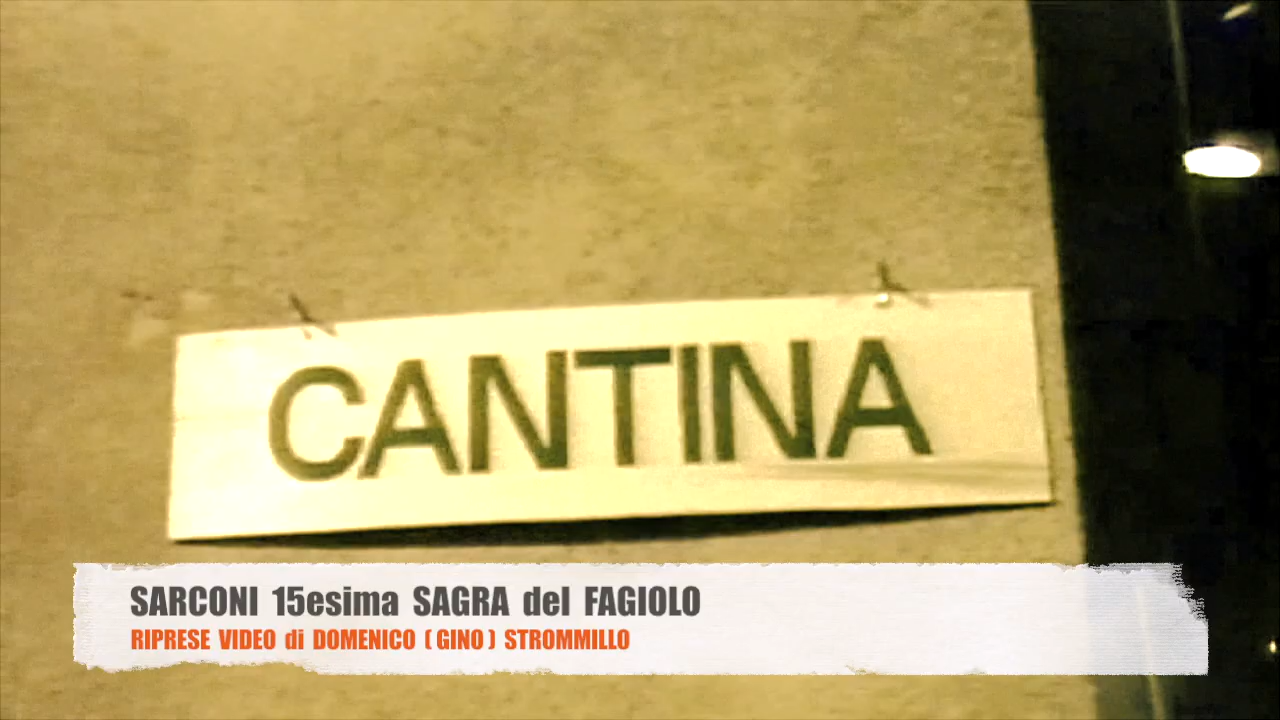 CANTINA
SARCONI 15esima SAGRA del FAGIOLO
RIPRESE VIDEO di DOMENICO ( GINO ) STROMMILLO